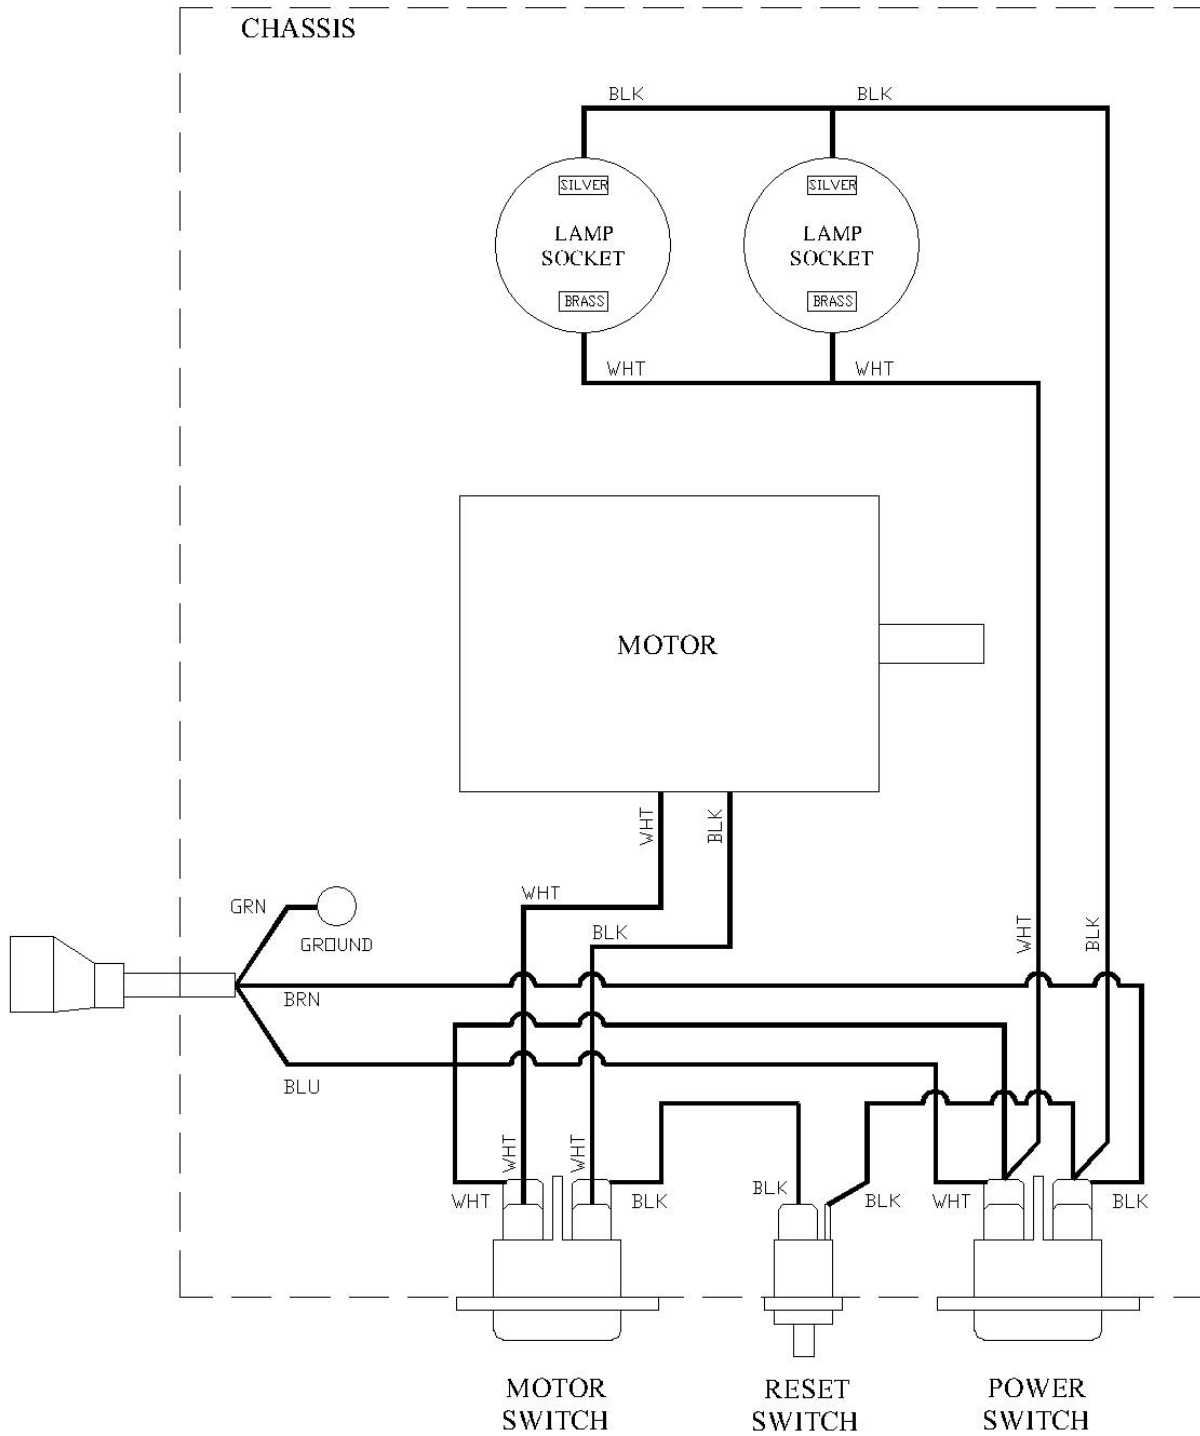 CHASSIS
BLK
BLK
SILVER
SILVER
LAMP
SOCKET
LAMP
SOCKET
BRASS
BRASS
WHT
WHT
MOTOR
WHT
BLK
WHT
GRN
BLK
WHT
BLK
GROUND
BRN
BLU
WHT
WHT
WHT
BLK
BLK
BLK
WHT
BLK
MOTOR
SWITCH
RESET
SWITCH
POWER
SWITCH